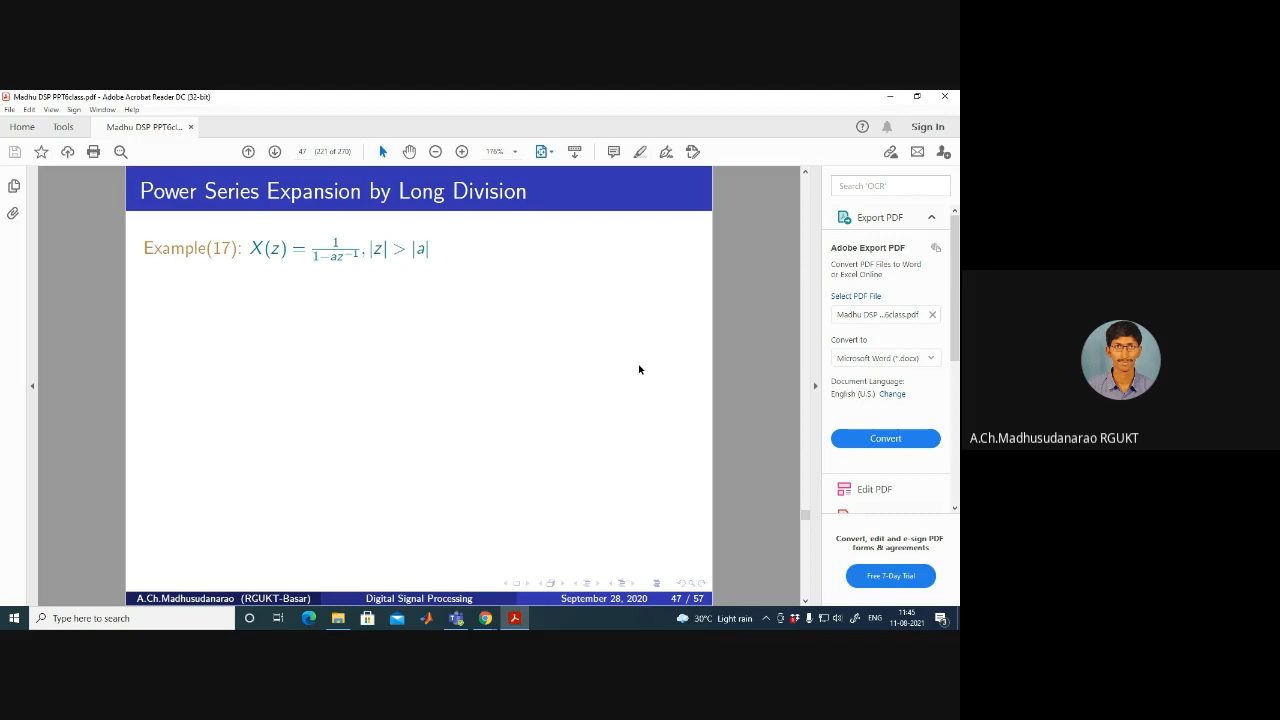 Madhu DSP PPT6class.pdf - Adobe Acrobat Reader DC (32-bit)
File Edit View Sign Window Help
Home Tools Madhu DSP PPT6cl... × Sign In
47 (221 of 270) 176%
Power Series Expansion by Long Division
Example(17): X(z) = 1/(1−az⁻¹), |z| > |a|
Search 'OCR'
Export PDF
Adobe Export PDF
Convert PDF Files to Word
or Excel Online
Select PDF File
Madhu DSP ...6class.pdf
Convert to
Microsoft Word (*.docx)
Document Language:
English (U.S.) Change
Convert
Edit PDF
Convert, edit and e-sign PDF
forms & agreements
Free 7-Day Trial
A.Ch.Madhusudanarao (RGUKT-Basar) Digital Signal Processing September 28, 2020 47 / 57
Type here to search 30°C Light rain ENG 11:45
11-08-2021 3
A.Ch.Madhusudanarao RGUKT